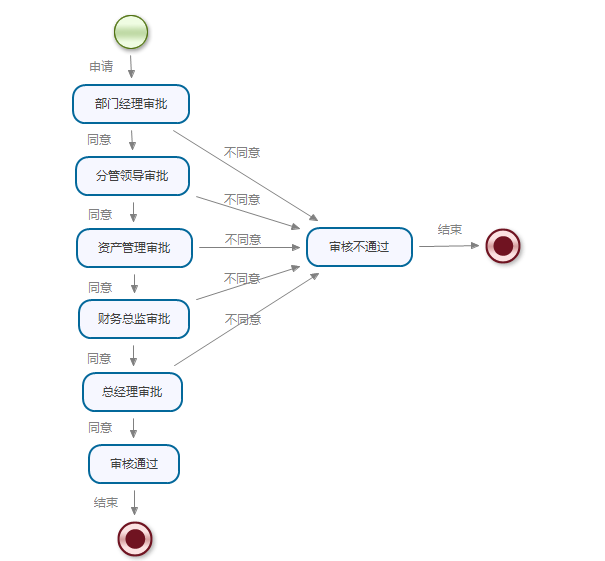 申请
部门经理审批
同意
不同意
分管领导审批
不同意
同意
资产管理审批
不同意
审核不通过
结束
同意
不同意
财务总监审批
不同意
同意
总经理审批
同意
审核通过
结束